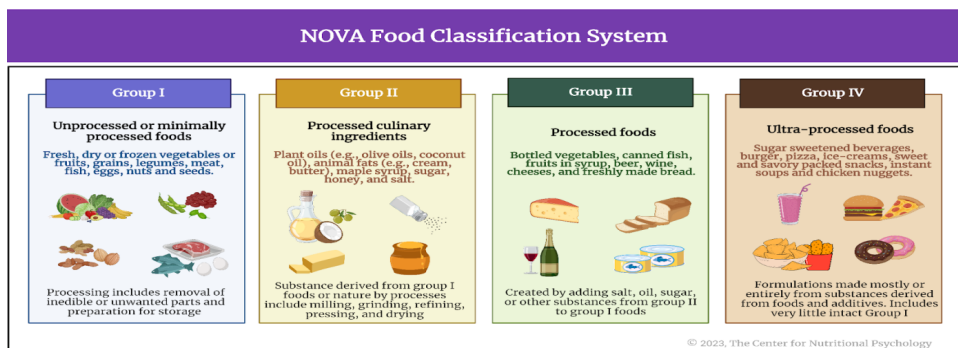 NOVA Food Classification System
Group I
Unprocessed or minimally
processed foods
Fresh, dry or frozen vegetables or
fruits, grains, legumes, meat,
fish, eggs, nuts and seeds.
Processing includes removal of
inedible or unwanted parts and
preparation for storage
Group II
Processed culinary
ingredients
Plant oils (e.g., olive oils, coconut
oil), animal fats (e.g., cream,
butter), maple syrup, sugar,
honey, and salt.
Substance derived from group I
foods or nature by processes
include milling, grinding, refining,
pressing, and drying
Group III
Processed foods
Bottled vegetables, canned fish,
fruits in syrup, beer, wine,
cheeses, and freshly made bread.
Created by adding salt, oil, sugar,
or other substances from group II
to group I foods
Group IV
Ultra-processed foods
Sugar sweetened beverages,
burger, pizza, ice-creams, sweet
and savory packed snacks, instant
soups and chicken nuggets.
Formulations made mostly or
entirely from substances derived
from foods and additives. Includes
very little intact Group I
© 2023, The Center for Nutritional Psychology